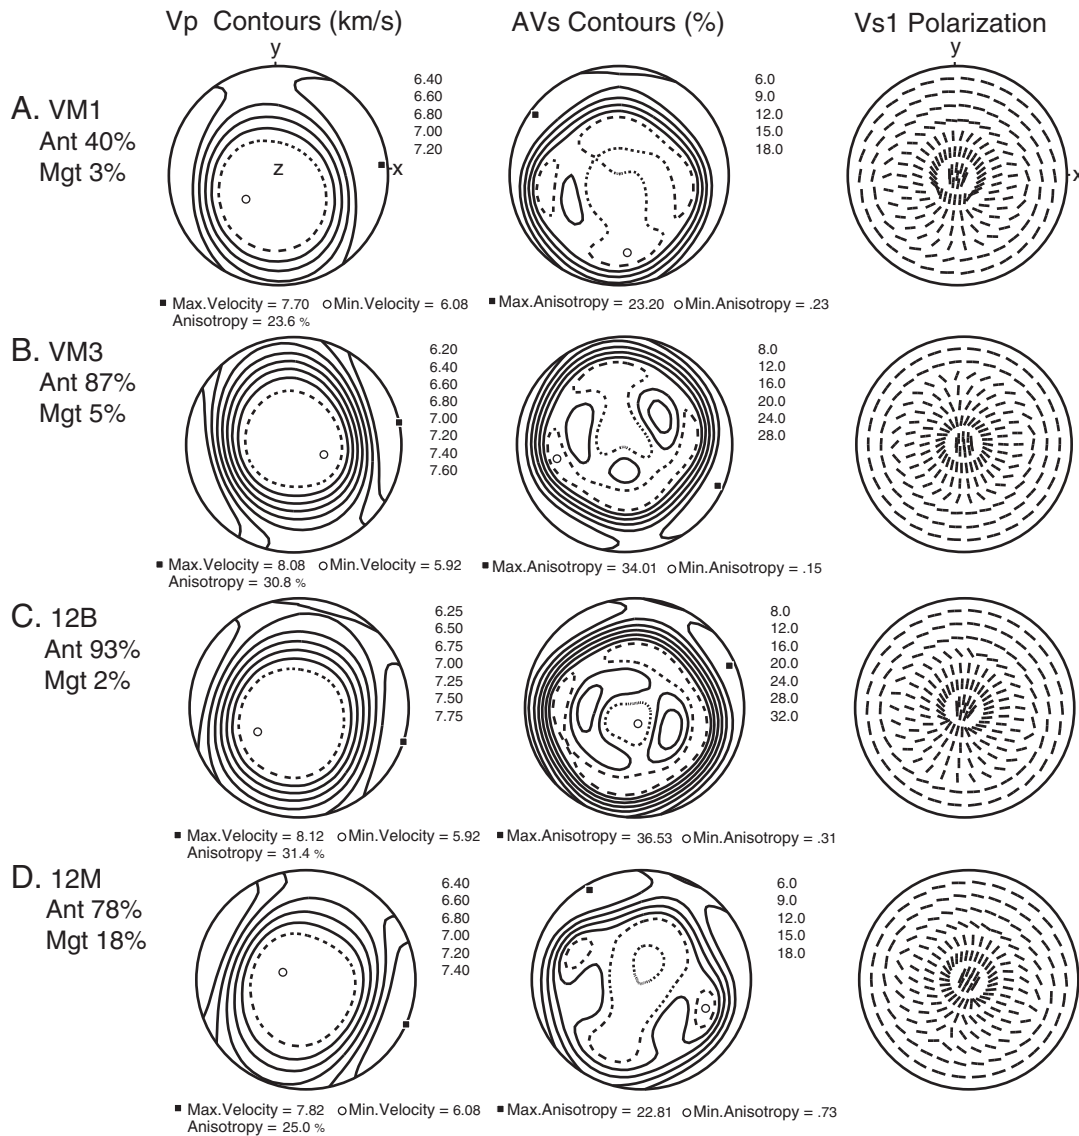 Vp Contours (km/s)
AVs Contours (%)
Vs1 Polarization
y
y
A. VM1
Ant 40%
Mgt 3%
6.40
6.60
6.80
7.00
7.20
z
x
6.0
9.0
12.0
15.0
18.0
x
■ Max.Velocity = 7.70 ○Min.Velocity = 6.08
Anisotropy = 23.6 %
■ Max.Anisotropy = 23.20 ○Min.Anisotropy = .23
B. VM3
Ant 87%
Mgt 5%
6.20
6.40
6.60
6.80
7.00
7.20
7.40
7.60
8.0
12.0
16.0
20.0
24.0
28.0
■ Max.Velocity = 8.08 ○Min.Velocity = 5.92
Anisotropy = 30.8 %
■ Max.Anisotropy = 34.01 ○Min.Anisotropy = .15
C. 12B
Ant 93%
Mgt 2%
6.25
6.50
6.75
7.00
7.25
7.50
7.75
8.0
12.0
16.0
20.0
24.0
28.0
32.0
■ Max.Velocity = 8.12 ○Min.Velocity = 5.92
Anisotropy = 31.4 %
■ Max.Anisotropy = 36.53 ○Min.Anisotropy = .31
D. 12M
Ant 78%
Mgt 18%
6.40
6.60
6.80
7.00
7.20
7.40
6.0
9.0
12.0
15.0
18.0
■ Max.Velocity = 7.82 ○Min.Velocity = 6.08
Anisotropy = 25.0 %
■ Max.Anisotropy = 22.81 ○Min.Anisotropy = .73